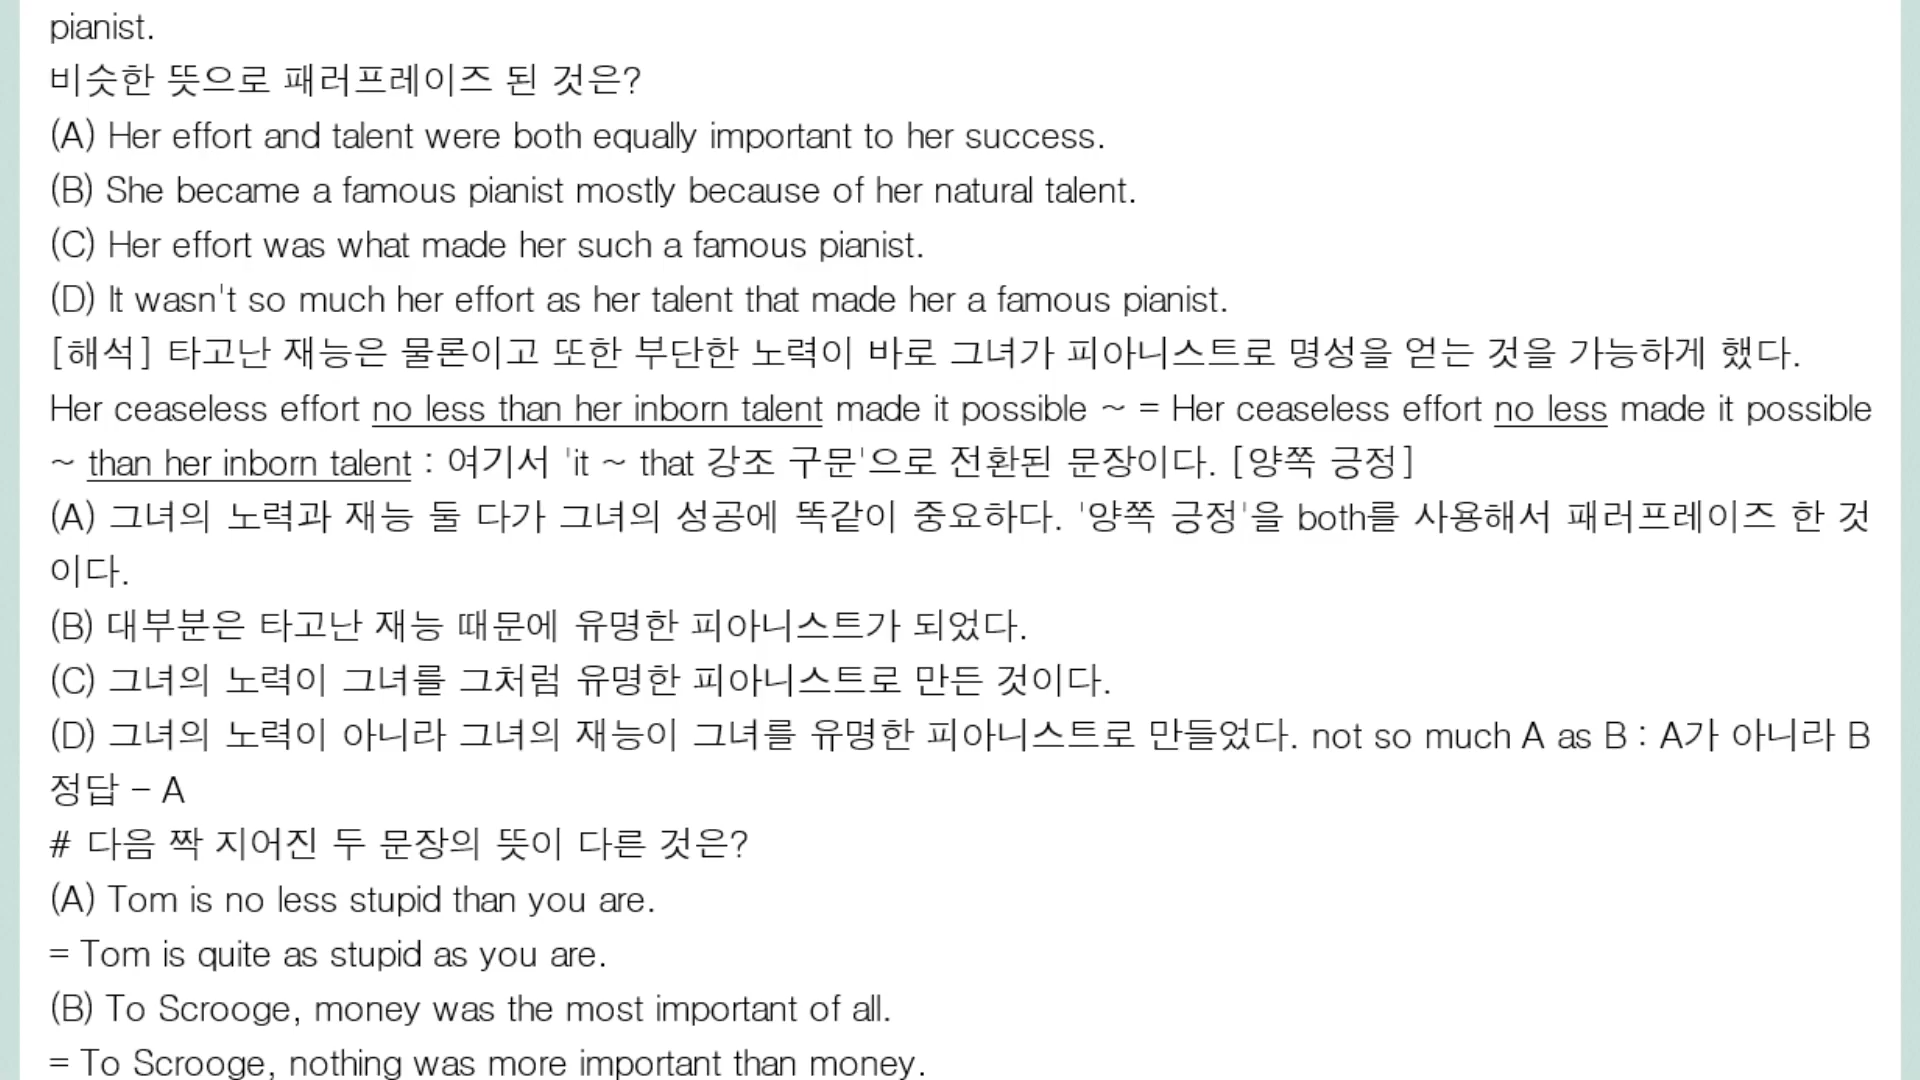 pianist.
비슷한 뜻으로 패러프레이즈 된 것은?
(A) Her effort and talent were both equally important to her success.
(B) She became a famous pianist mostly because of her natural talent.
(C) Her effort was what made her such a famous pianist.
(D) It wasn't so much her effort as her talent that made her a famous pianist.
[해석] 타고난 재능은 물론이고 또한 부단한 노력이 바로 그녀가 피아니스트로 명성을 얻는 것을 가능하게 했다.
Her ceaseless effort no less than her inborn talent made it possible ~ = Her ceaseless effort no less made it possible
~ than her inborn talent : 여기서 'it ~ that 강조 구문'으로 전환된 문장이다. [양쪽 긍정]
(A) 그녀의 노력과 재능 둘 다가 그녀의 성공에 똑같이 중요하다. '양쪽 긍정'을 both를 사용해서 패러프레이즈 한 것
이다.
(B) 대부분은 타고난 재능 때문에 유명한 피아니스트가 되었다.
(C) 그녀의 노력이 그녀를 그처럼 유명한 피아니스트로 만든 것이다.
(D) 그녀의 노력이 아니라 그녀의 재능이 그녀를 유명한 피아니스트로 만들었다. not so much A as B : A가 아니라 B
정답 – A
# 다음 짝 지어진 두 문장의 뜻이 다른 것은?
(A) Tom is no less stupid than you are.
= Tom is quite as stupid as you are.
(B) To Scrooge, money was the most important of all.
= To Scrooge, nothing was more important than money.